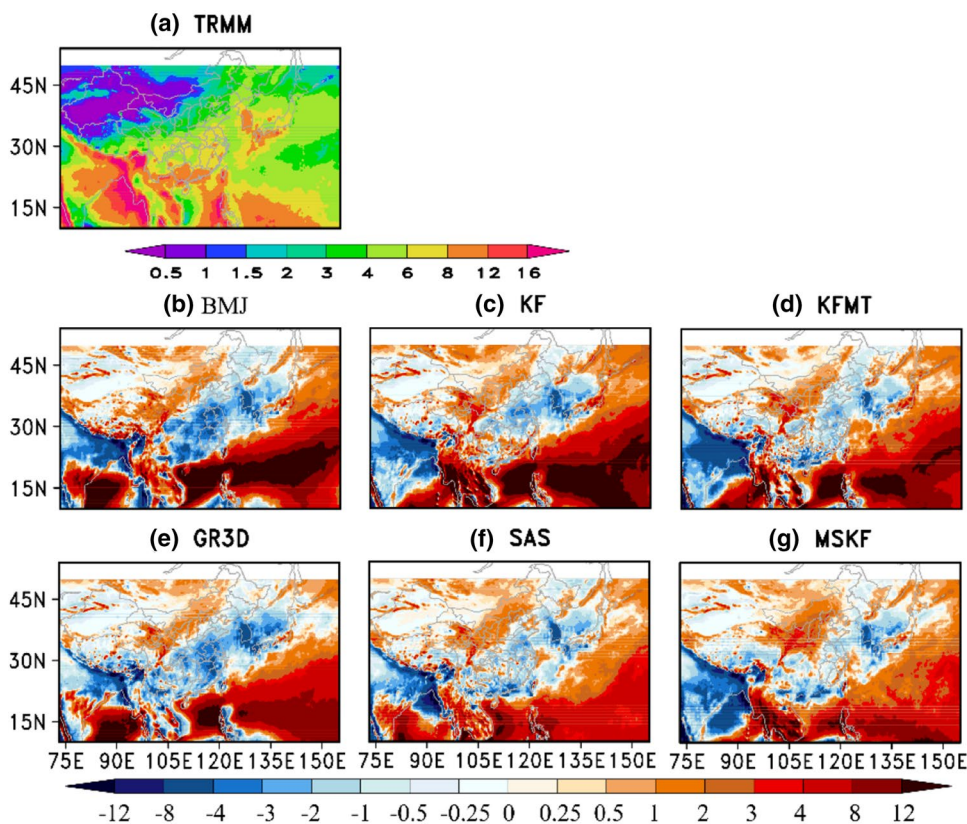 (a) TRMM
45N
30N
15N
0.5 1 1.5 2 3 4 6 8 12 16
(b) BMJ (c) KF (d) KFMT
45N
30N
15N
(e) GR3D (f) SAS (g) MSKF
45N
30N
15N
75E 90E 105E 120E 135E 150E 75E 90E 105E 120E 135E 150E 75E 90E 105E 120E 135E 150E
-12 -8 -4 -3 -2 -1 -0.5 -0.25 0 0.25 0.5 1 2 3 4 8 12